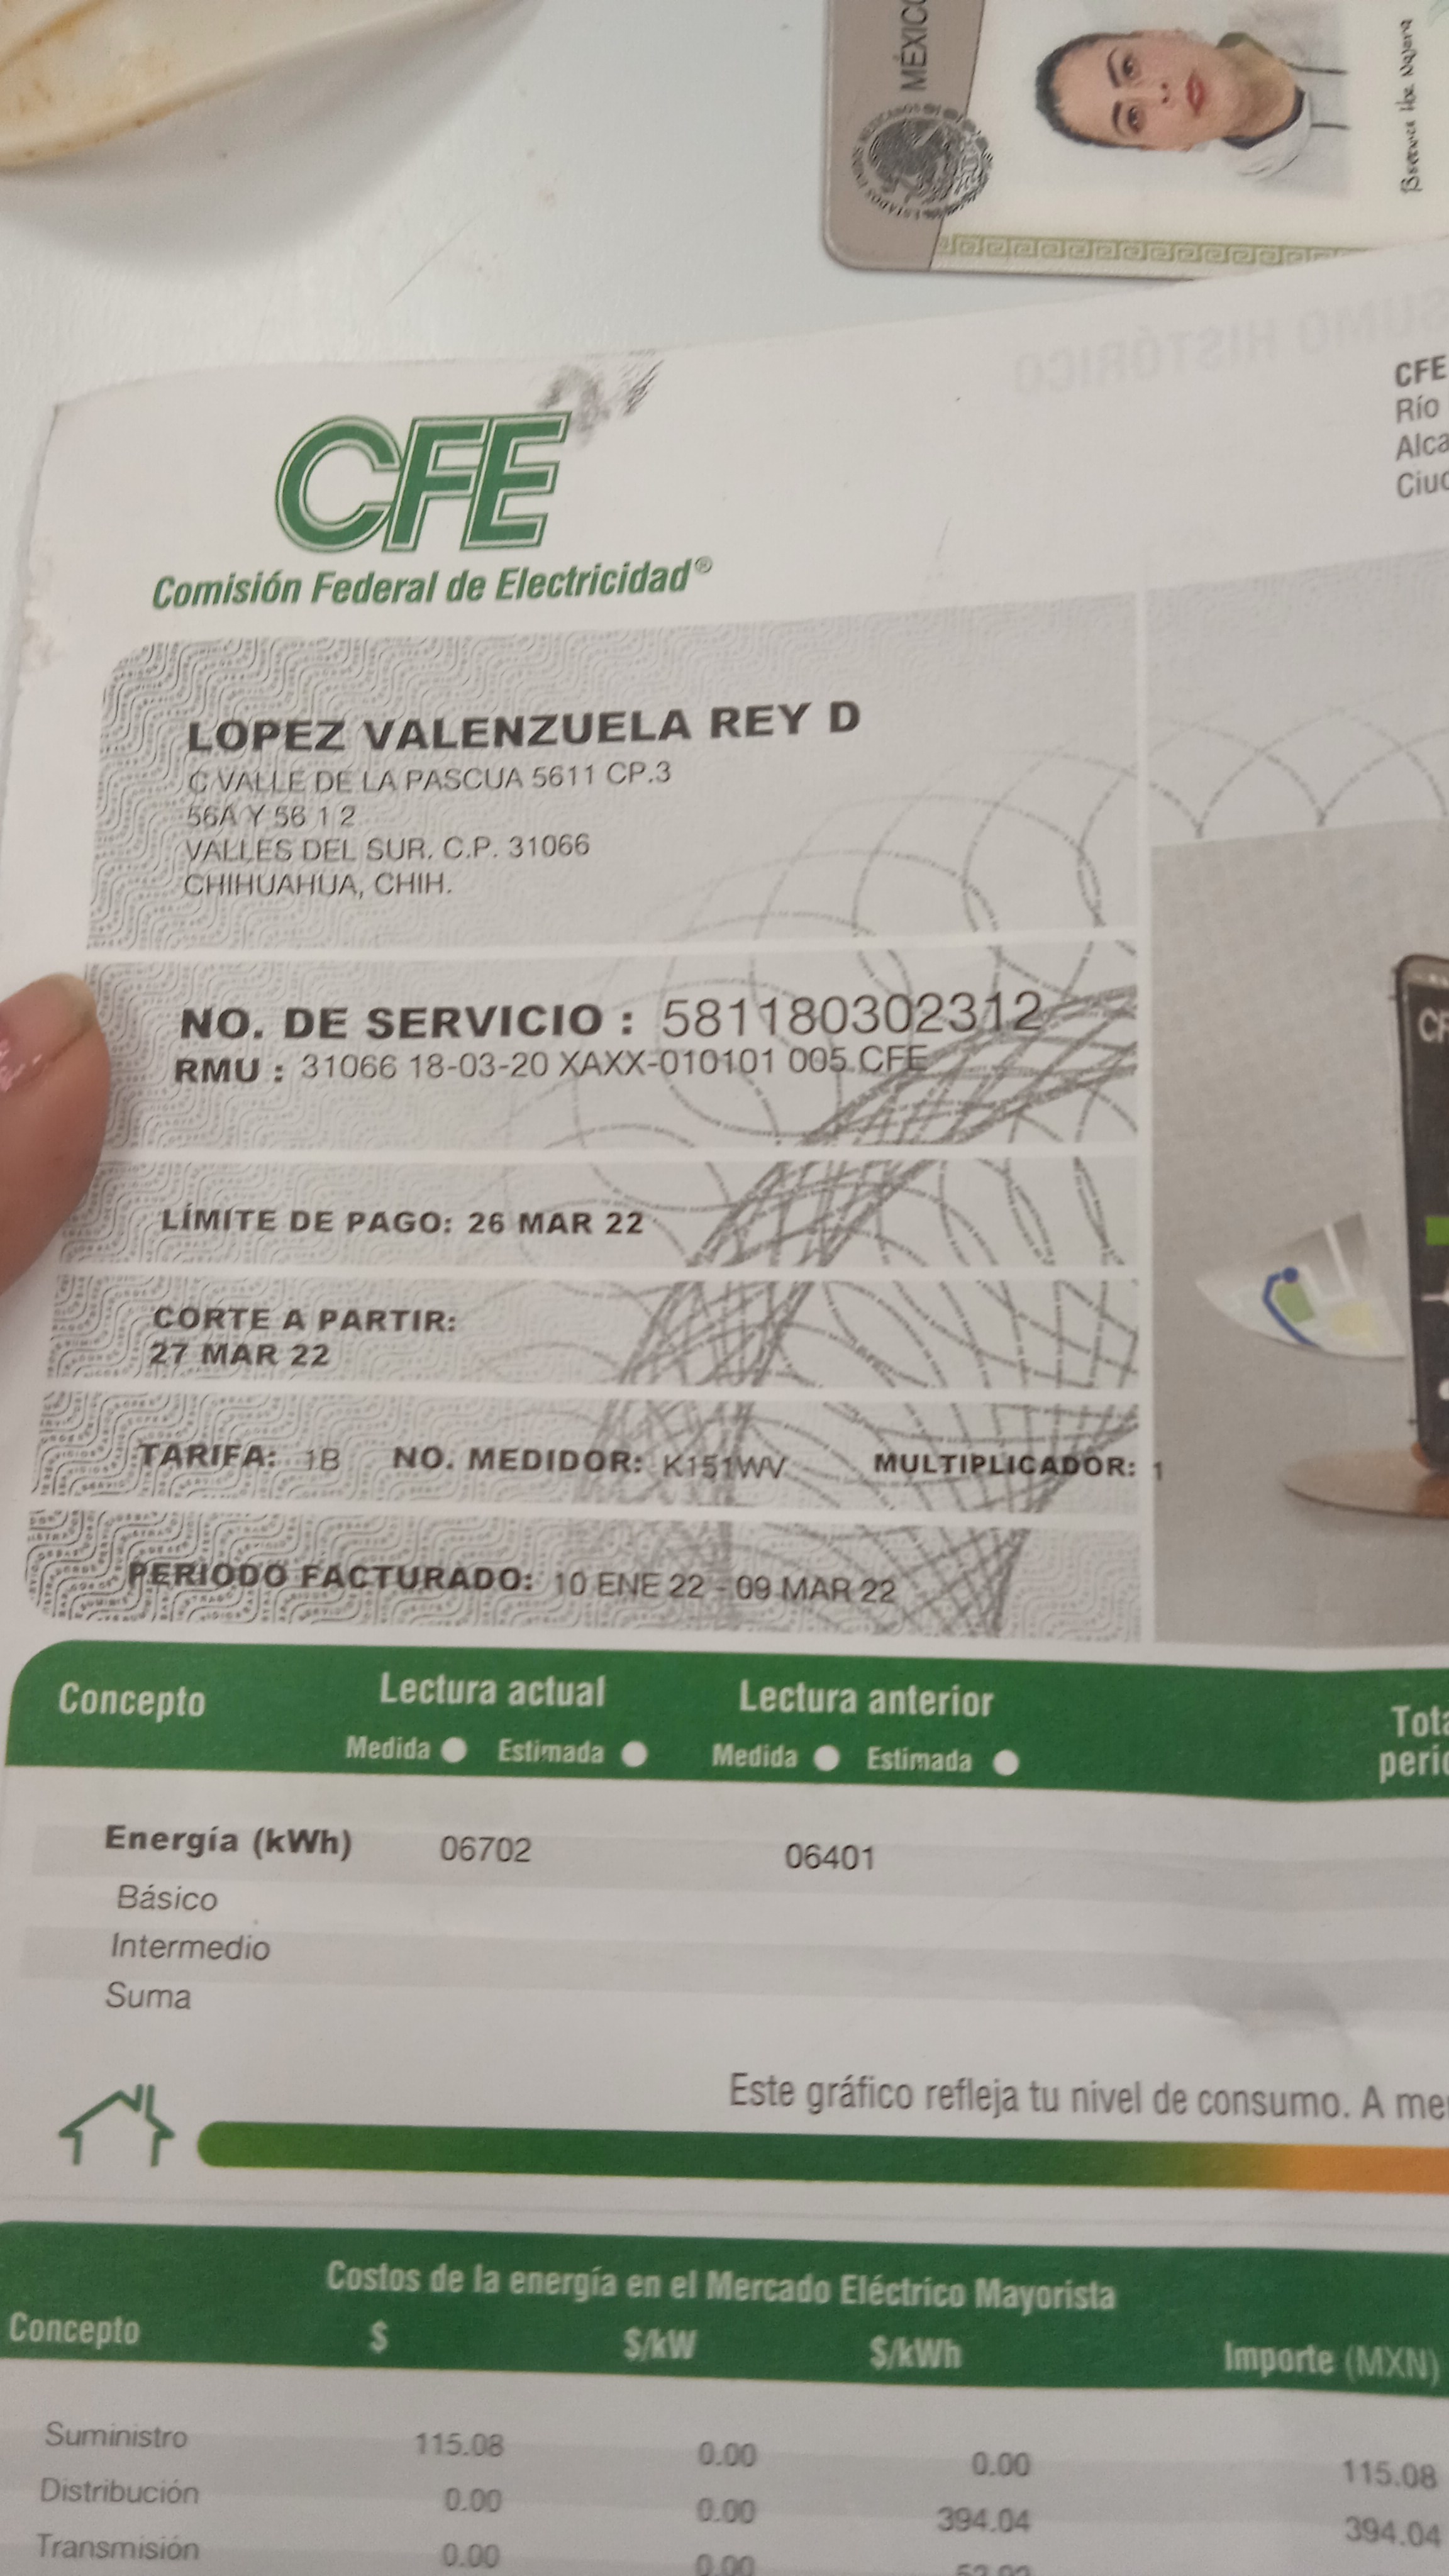 MÉXICO
ESTADOS UNIDOS MEXICANOS
CFE
Río
Alca
Ciud
CFE
Comisión Federal de Electricidad®
LOPEZ VALENZUELA REY D
C VALLE DE LA PASCUA 5611 CP.3
56A Y 56 1 2
VALLES DEL SUR. C.P. 31066
CHIHUAHUA, CHIH.
NO. DE SERVICIO : 581180302312
RMU : 31066 18-03-20 XAXX-010101 005 CFE
LÍMITE DE PAGO: 26 MAR 22
CORTE A PARTIR:
27 MAR 22
TARIFA: 1B NO. MEDIDOR: K151WV MULTIPLICADOR: 1
PERIODO FACTURADO: 10 ENE 22 - 09 MAR 22
Concepto Lectura actual Lectura anterior Tota
Medida Estimada Medida Estimada perio
Energía (kWh) 06702 06401
Básico
Intermedio
Suma
Este gráfico refleja tu nivel de consumo. A me
Costos de la energía en el Mercado Eléctrico Mayorista
Concepto $ $/kW $/kWh Importe (MXN)
Suministro 115.08 0.00 0.00 115.08
Distribución 0.00 0.00 394.04 394.04
Transmisión 0.00 0.00